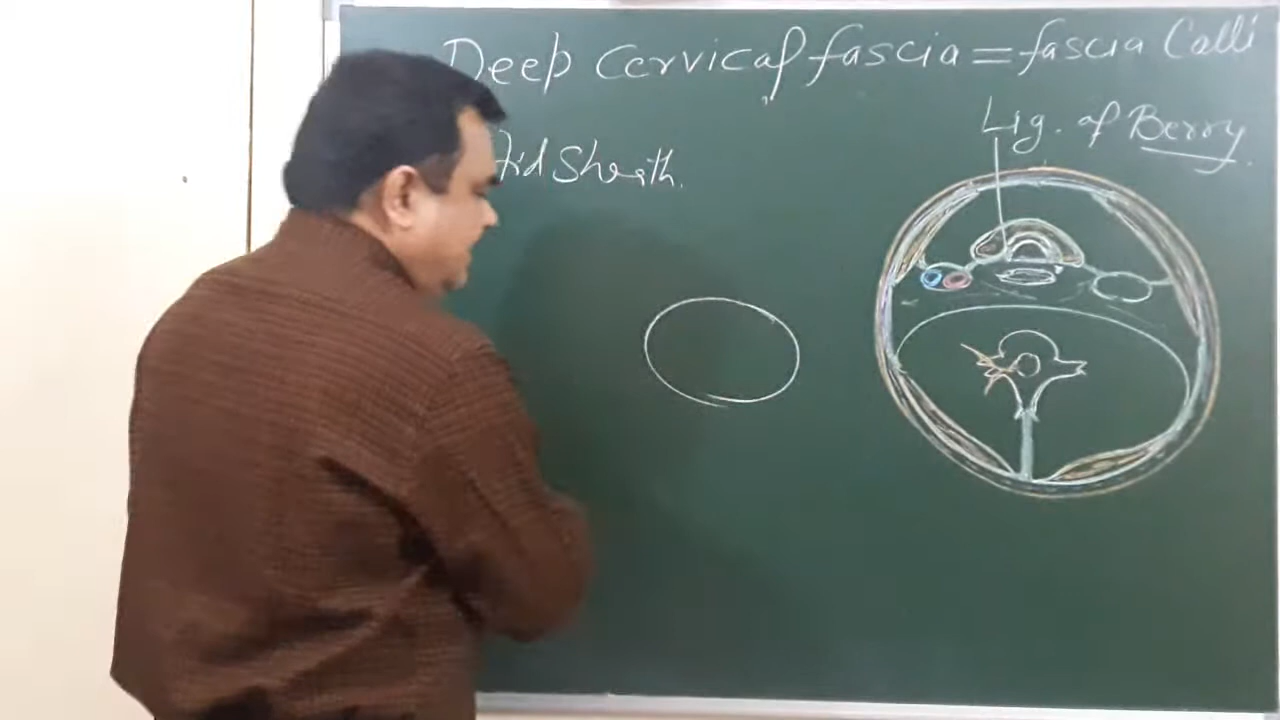 Deep Cervical fascia = fascia Colli
Lig. of Berry.
Sheath.